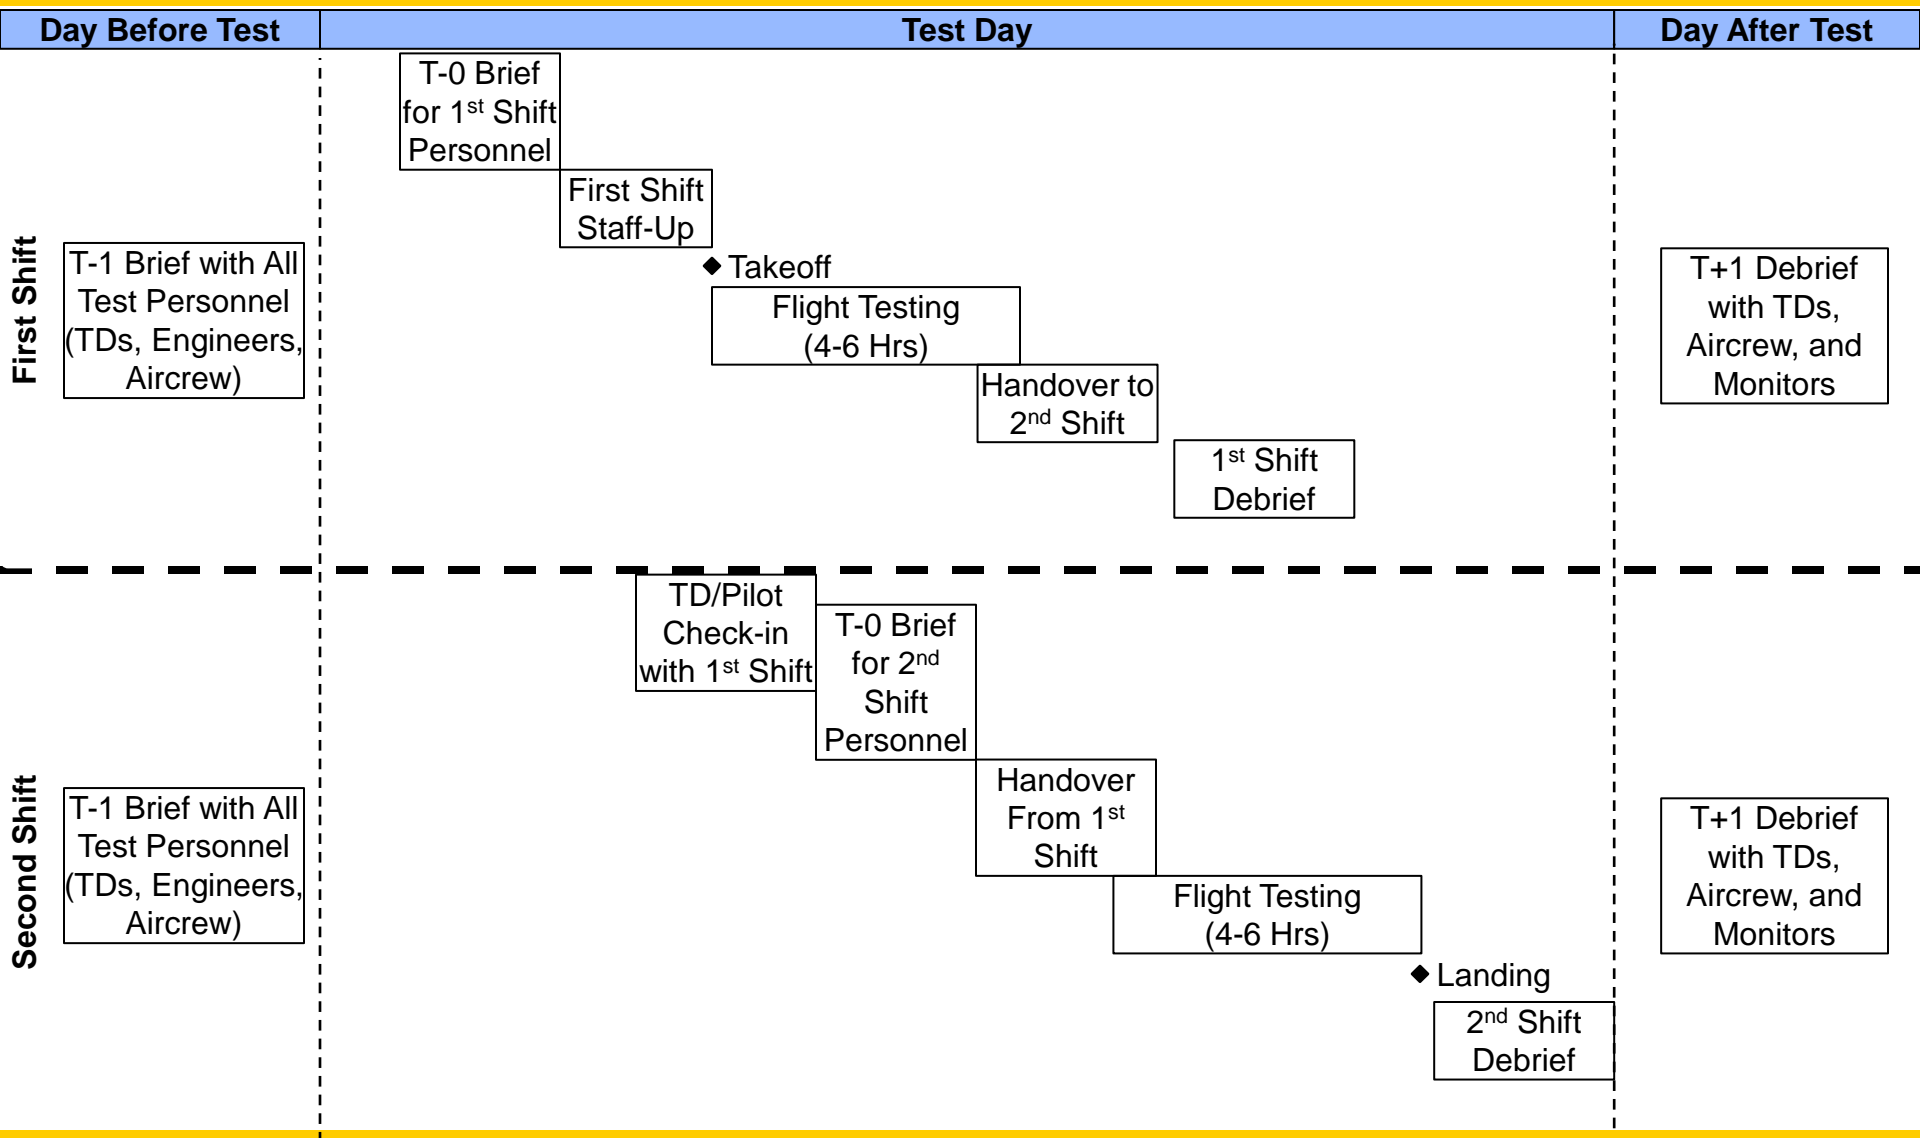 Day Before Test
Test Day
Day After Test
First Shift
T-1 Brief with All
Test Personnel
(TDs, Engineers,
Aircrew)
T-0 Brief
for 1st Shift
Personnel
First Shift
Staff-Up
Takeoff
Flight Testing
(4-6 Hrs)
Handover to
2nd Shift
1st Shift
Debrief
T+1 Debrief
with TDs,
Aircrew, and
Monitors
Second Shift
T-1 Brief with All
Test Personnel
(TDs, Engineers,
Aircrew)
TD/Pilot
Check-in
with 1st Shift
T-0 Brief
for 2nd
Shift
Personnel
Handover
From 1st
Shift
Flight Testing
(4-6 Hrs)
Landing
2nd Shift
Debrief
T+1 Debrief
with TDs,
Aircrew, and
Monitors